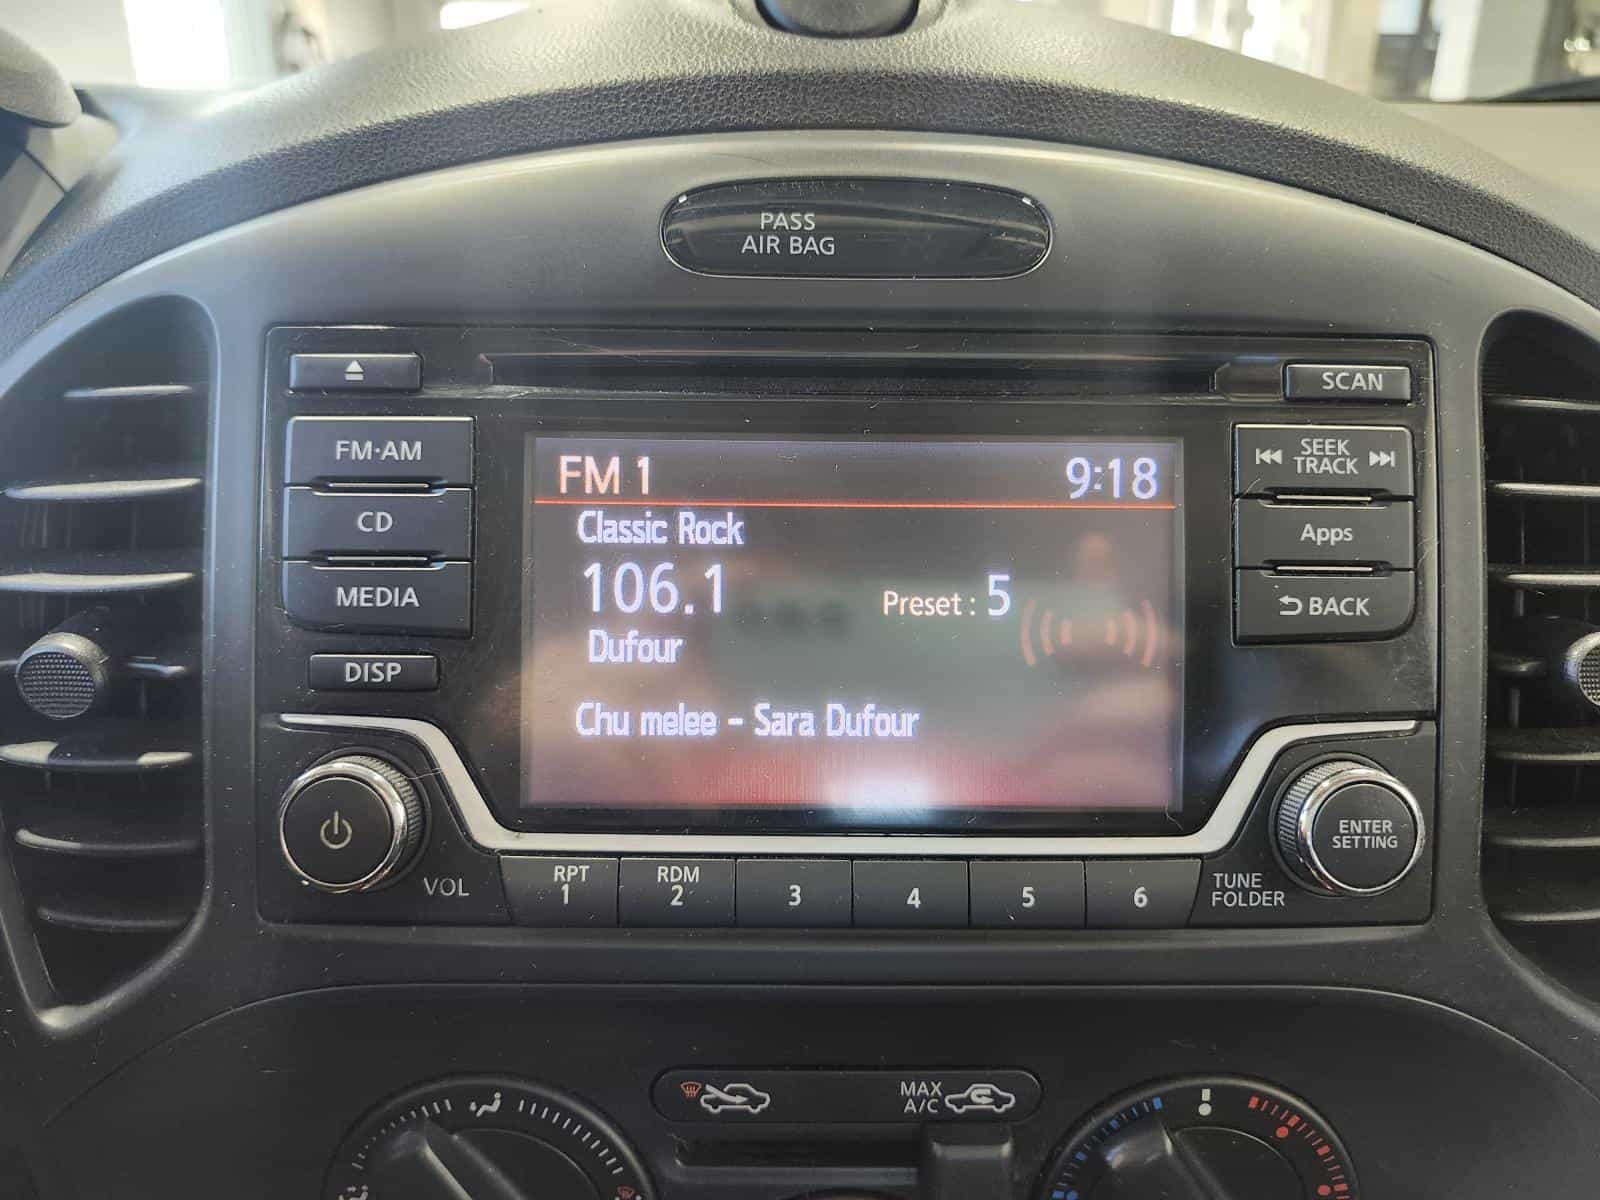 PASS
AIR BAG
SCAN
FM·AM
CD
MEDIA
DISP
FM 1 9:18
Classic Rock
106.1
Preset : 5
Dufour
Chu melee - Sara Dufour
SEEK
TRACK
Apps
BACK
VOL
RPT
1
RDM
2
3
4
5
6
TUNE
FOLDER
ENTER
SETTING
MAX
A/C